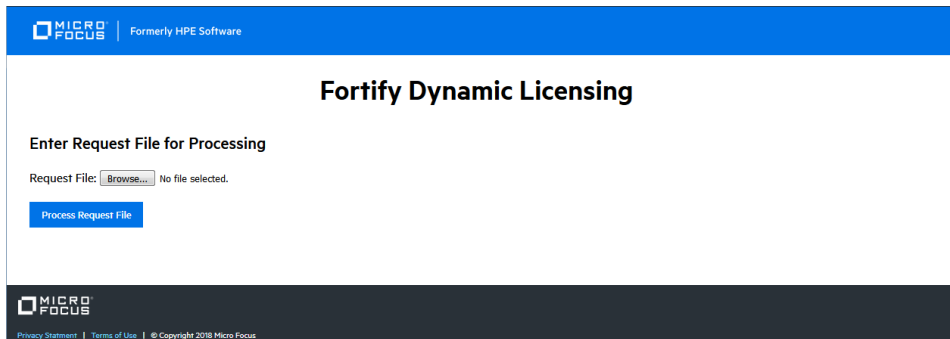 MICRO
FOCUS
Formerly HPE Software
Fortify Dynamic Licensing
Enter Request File for Processing
Request File: Browse... No file selected.
Process Request File
MICRO
FOCUS
Privacy Statment | Terms of Use | © Copyright 2018 Micro Focus